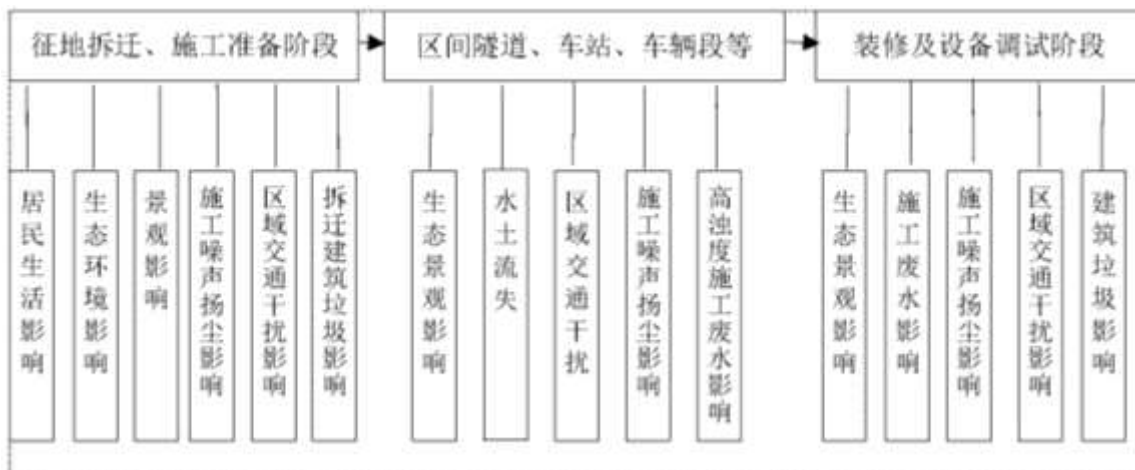 征地拆迁、施工准备阶段
区间隧道、车站、车辆段等
装修及设备调试阶段
居民生活影响
生态环境影响
景观影响
施工噪声扬尘影响
区域交通干扰影响
拆迁建筑垃圾影响
生态景观影响
水土流失
区域交通干扰
施工噪声扬尘影响
高浊度施工废水影响
生态景观影响
施工废水影响
施工噪声扬尘影响
区域交通干扰影响
建筑垃圾影响